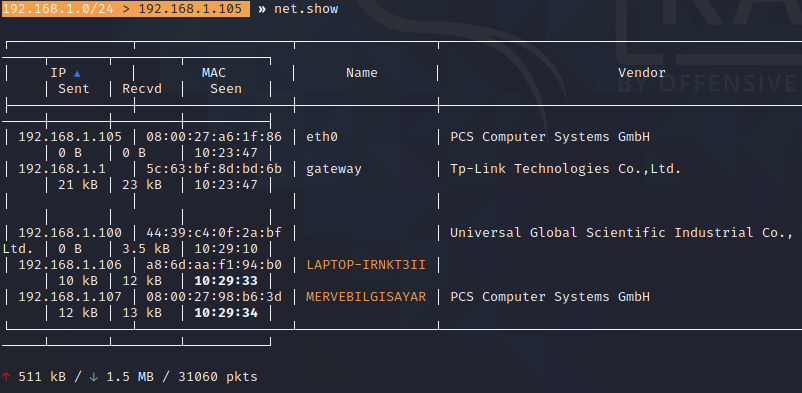 192.168.1.0/24 > 192.168.1.105 » net.show
IP ▲ | MAC | Name | Vendor
| Sent | Recvd | Seen |
| 192.168.1.105 | 08:00:27:a6:1f:86 | eth0 | PCS Computer Systems GmbH
| 0 B | 0 B | 10:23:47 |
| 192.168.1.1 | 5c:63:bf:8d:bd:6b | gateway | Tp-Link Technologies Co.,Ltd.
| 21 kB | 23 kB | 10:23:47 |
| 192.168.1.100 | 44:39:c4:0f:2a:bf | | Universal Global Scientific Industrial Co.,
Ltd. | 0 B | 3.5 kB | 10:29:10 |
| 192.168.1.106 | a8:6d:aa:f1:94:b0 | LAPTOP-IRNKT3II |
| 10 kB | 12 kB | 10:29:33 |
| 192.168.1.107 | 08:00:27:98:b6:3d | MERVEBILGISAYAR | PCS Computer Systems GmbH
| 12 kB | 13 kB | 10:29:34 |
↑ 511 kB / ↓ 1.5 MB / 31060 pkts
BY OFFENSIVE